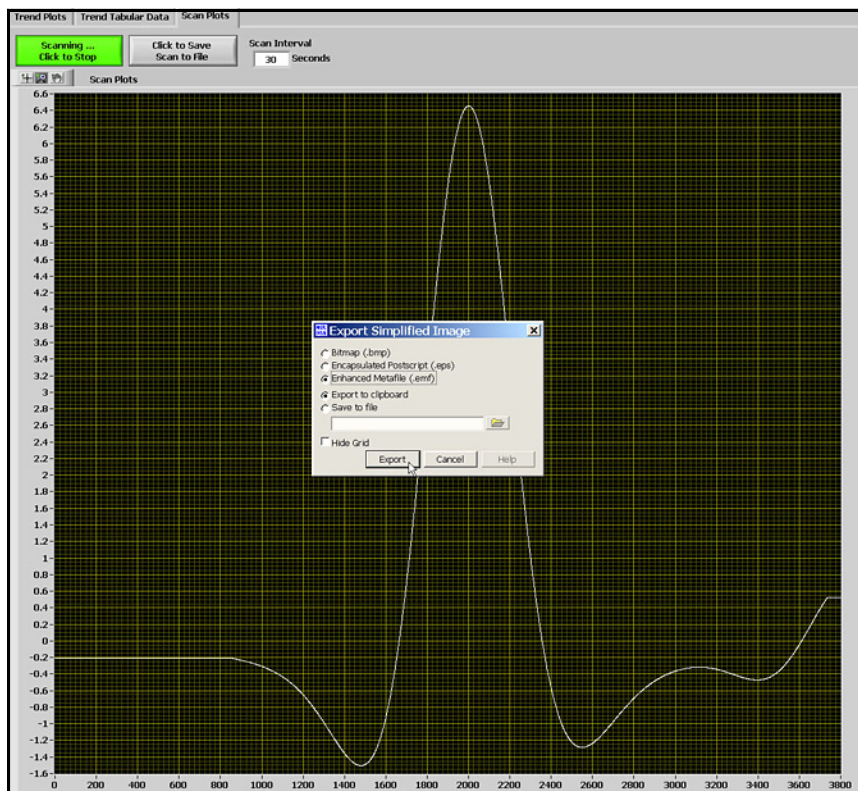 Trend Plots Trend Tabular Data Scan Plots
Scanning ...
Click to Stop
Click to Save
Scan to File
Scan Interval
30 Seconds
Scan Plots
6.6
6.4
6.2
6
5.8
5.6
5.4
5.2
5
4.8
4.6
4.4
4.2
4
3.8
3.6
3.4
3.2
3
2.8
2.6
2.4
2.2
2
1.8
1.6
1.4
1.2
1
0.8
0.6
0.4
0.2
0
-0.2
-0.4
-0.6
-0.8
-1
-1.2
-1.4
-1.6
0 200 400 600 800 1000 1200 1400 1600 1800 2000 2200 2400 2600 2800 3000 3200 3400 3600 3800
Export Simplified Image
Bitmap (.bmp)
Encapsulated Postscript (.eps)
Enhanced Metafile (.emf)
Export to clipboard
Save to file
Hide Grid
Export Cancel Help